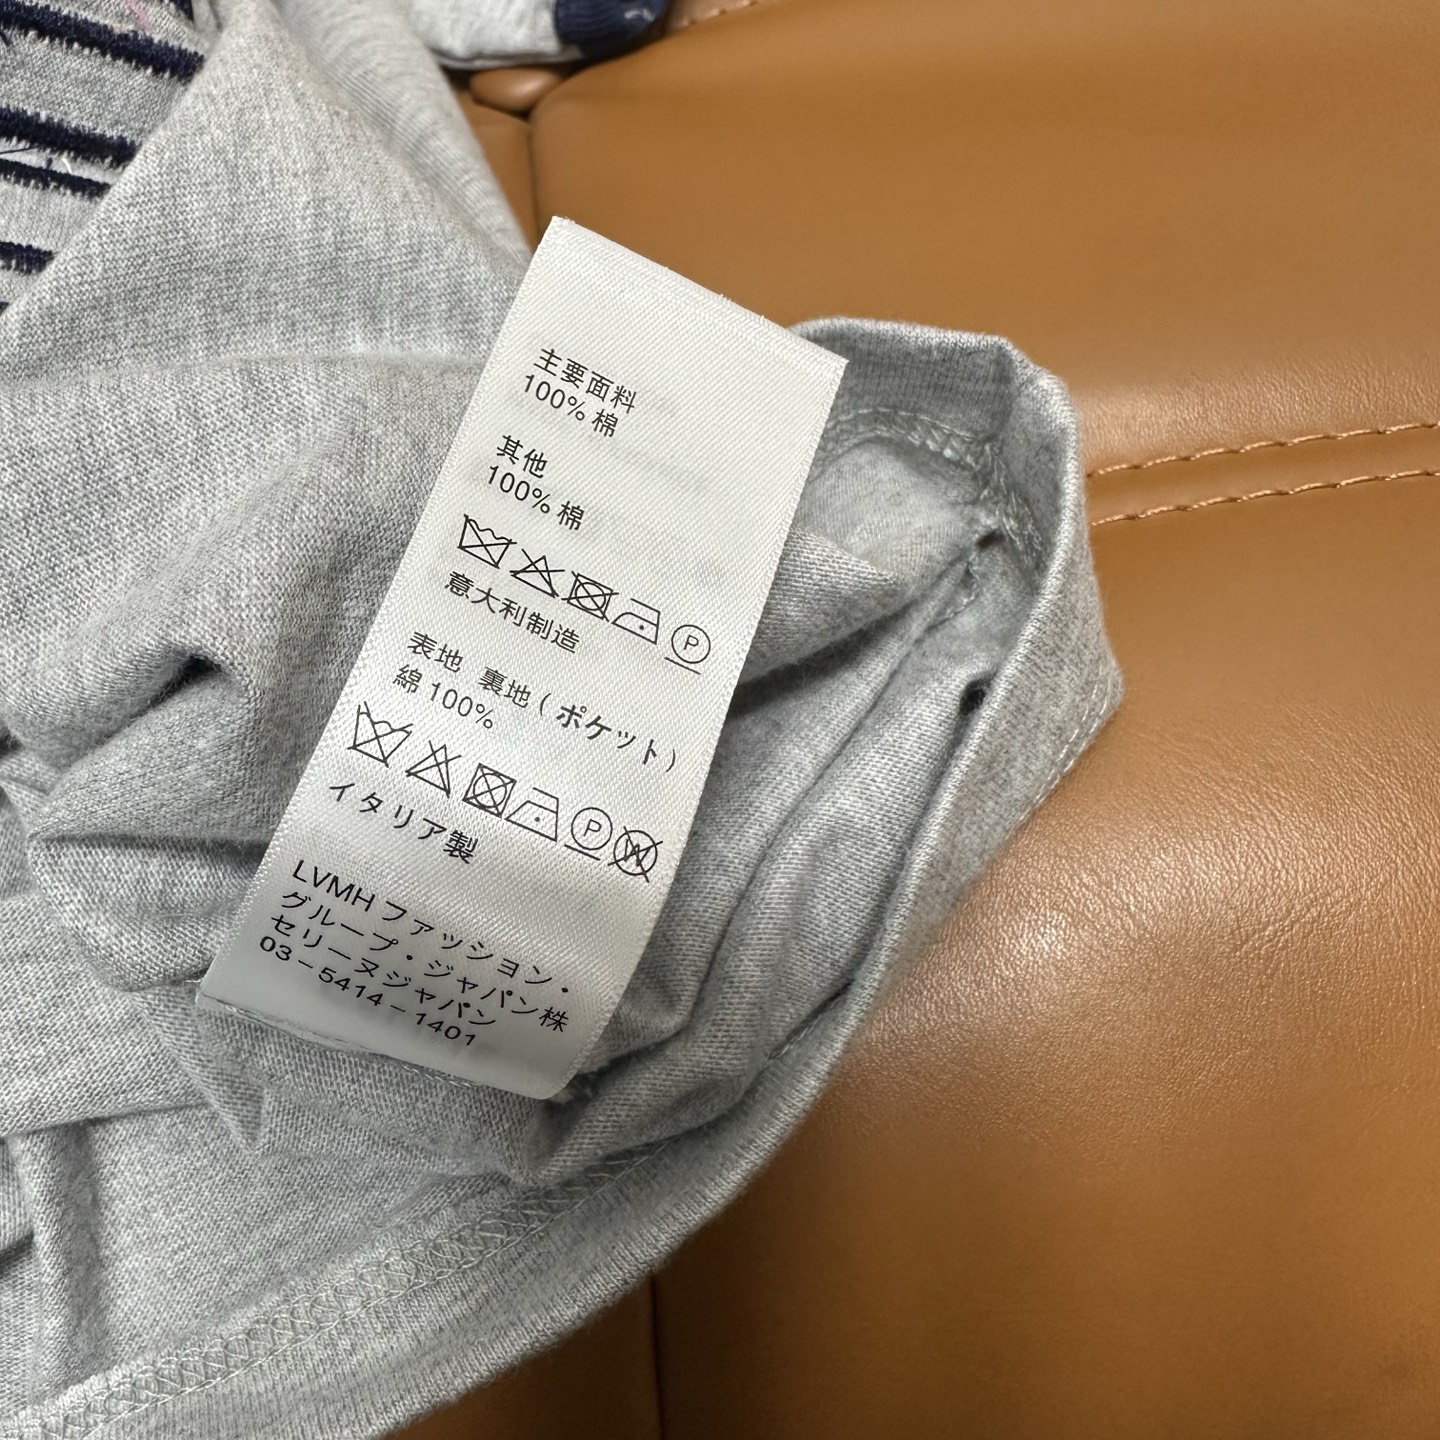 主要面料
100% 棉
其他
100% 棉
P
意大利制造
表地 裏地 ( ポケット )
綿 100%
P W
イタリア製
LVMH ファッション・
グループ・ジャパン株
セリーヌジャパン
03-5414-1401